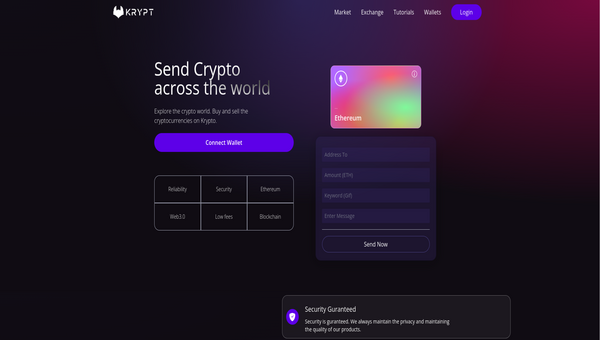 KRYPT
Market Exchange Tutorials Wallets Login
Send Crypto
across the world
Explore the crypto world. Buy and sell the
cryptocurrencies on Krypto.
Connect Wallet
Reliability Security Ethereum
Web3.0 Low fees Blockchain
Ethereum
Address To
Amount (ETH)
Keyword (Gif)
Enter Message
Send Now
Security Guranteed
Security is guranteed. We always maintain the privacy and maintaining
the quality of our products.